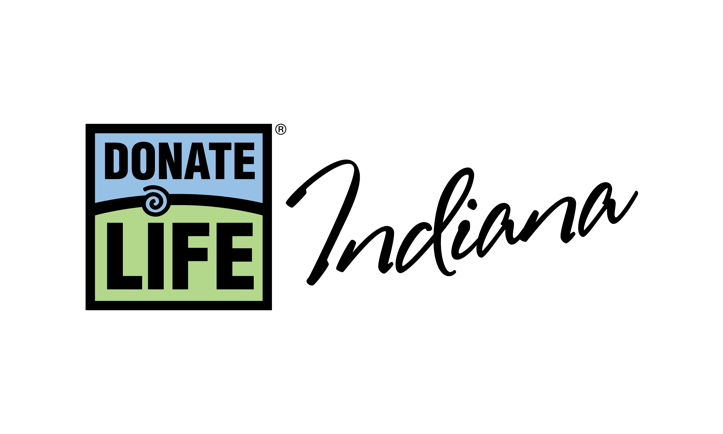 DONATE
LIFE
®
Indiana